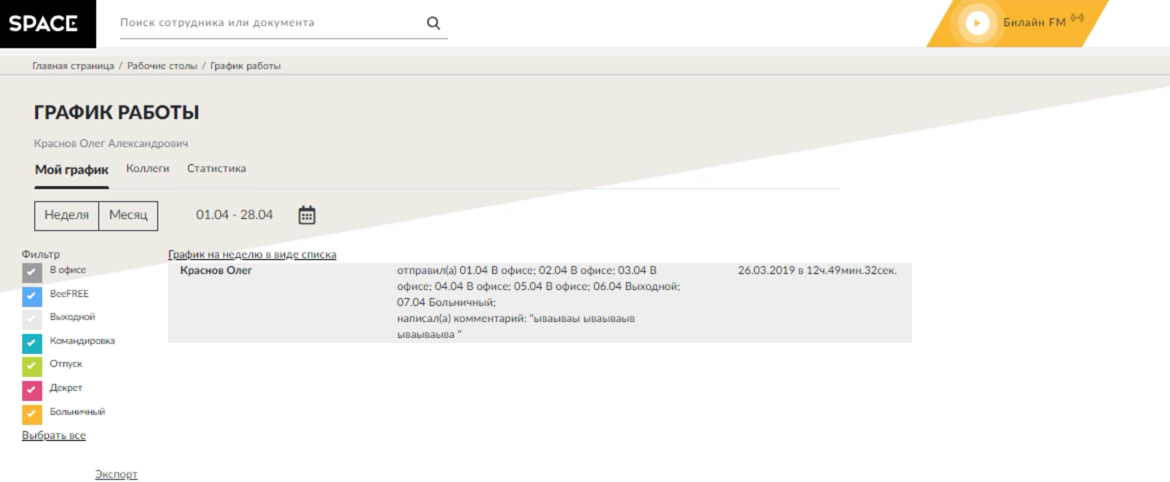 SPACE
Поиск сотрудника или документа
Билайн FM
Главная страница / Рабочие столы / График работы
ГРАФИК РАБОТЫ
Краснов Олег Александрович
Мой график Коллеги Статистика
Неделя Месяц 01.04 - 28.04
Фильтр
График на неделю в виде списка
В офисе
BeeFREE
Выходной
Командировка
Отпуск
Декрет
Больничный
Выбрать все
Экспорт
Краснов Олег
отправил(а) 01.04 В офисе; 02.04 В офисе; 03.04 В
офисе; 04.04 В офисе; 05.04 В офисе; 06.04 Выходной;
07.04 Больничный;
написал(а) комментарий: "ываываы ываываыв
ываываыва "
26.03.2019 в 12ч.49мин.32сек.